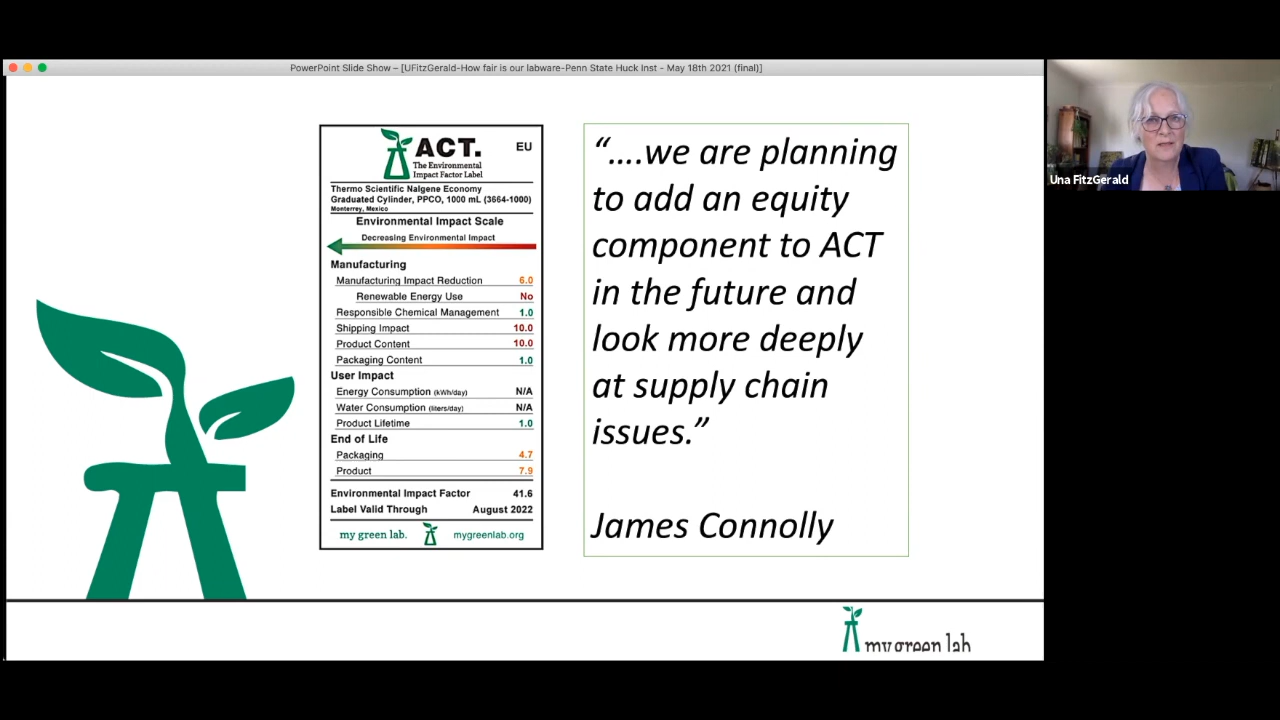 PowerPoint Slide Show – [UFitzGerald-How fair is our labware-Penn State Huck Inst - May 18th 2021 (final)]
ACT.
EU
The Environmental
Impact Factor Label
Thermo Scientific Nalgene Economy
Graduated Cylinder, PPCO, 1000 mL (3664-1000)
Monterrey, Mexico
Environmental Impact Scale
Decreasing Environmental Impact
Manufacturing
Manufacturing Impact Reduction 6.0
Renewable Energy Use No
Responsible Chemical Management 1.0
Shipping Impact 10.0
Product Content 10.0
Packaging Content 1.0
User Impact
Energy Consumption (kWh/day) N/A
Water Consumption (liters/day) N/A
Product Lifetime 1.0
End of Life
Packaging 4.7
Product 7.9
Environmental Impact Factor 41.6
Label Valid Through August 2022
my green lab. mygreenlab.org
“....we are planning
to add an equity
component to ACT
in the future and
look more deeply
at supply chain
issues.”
James Connolly
my green lab
Una FitzGerald